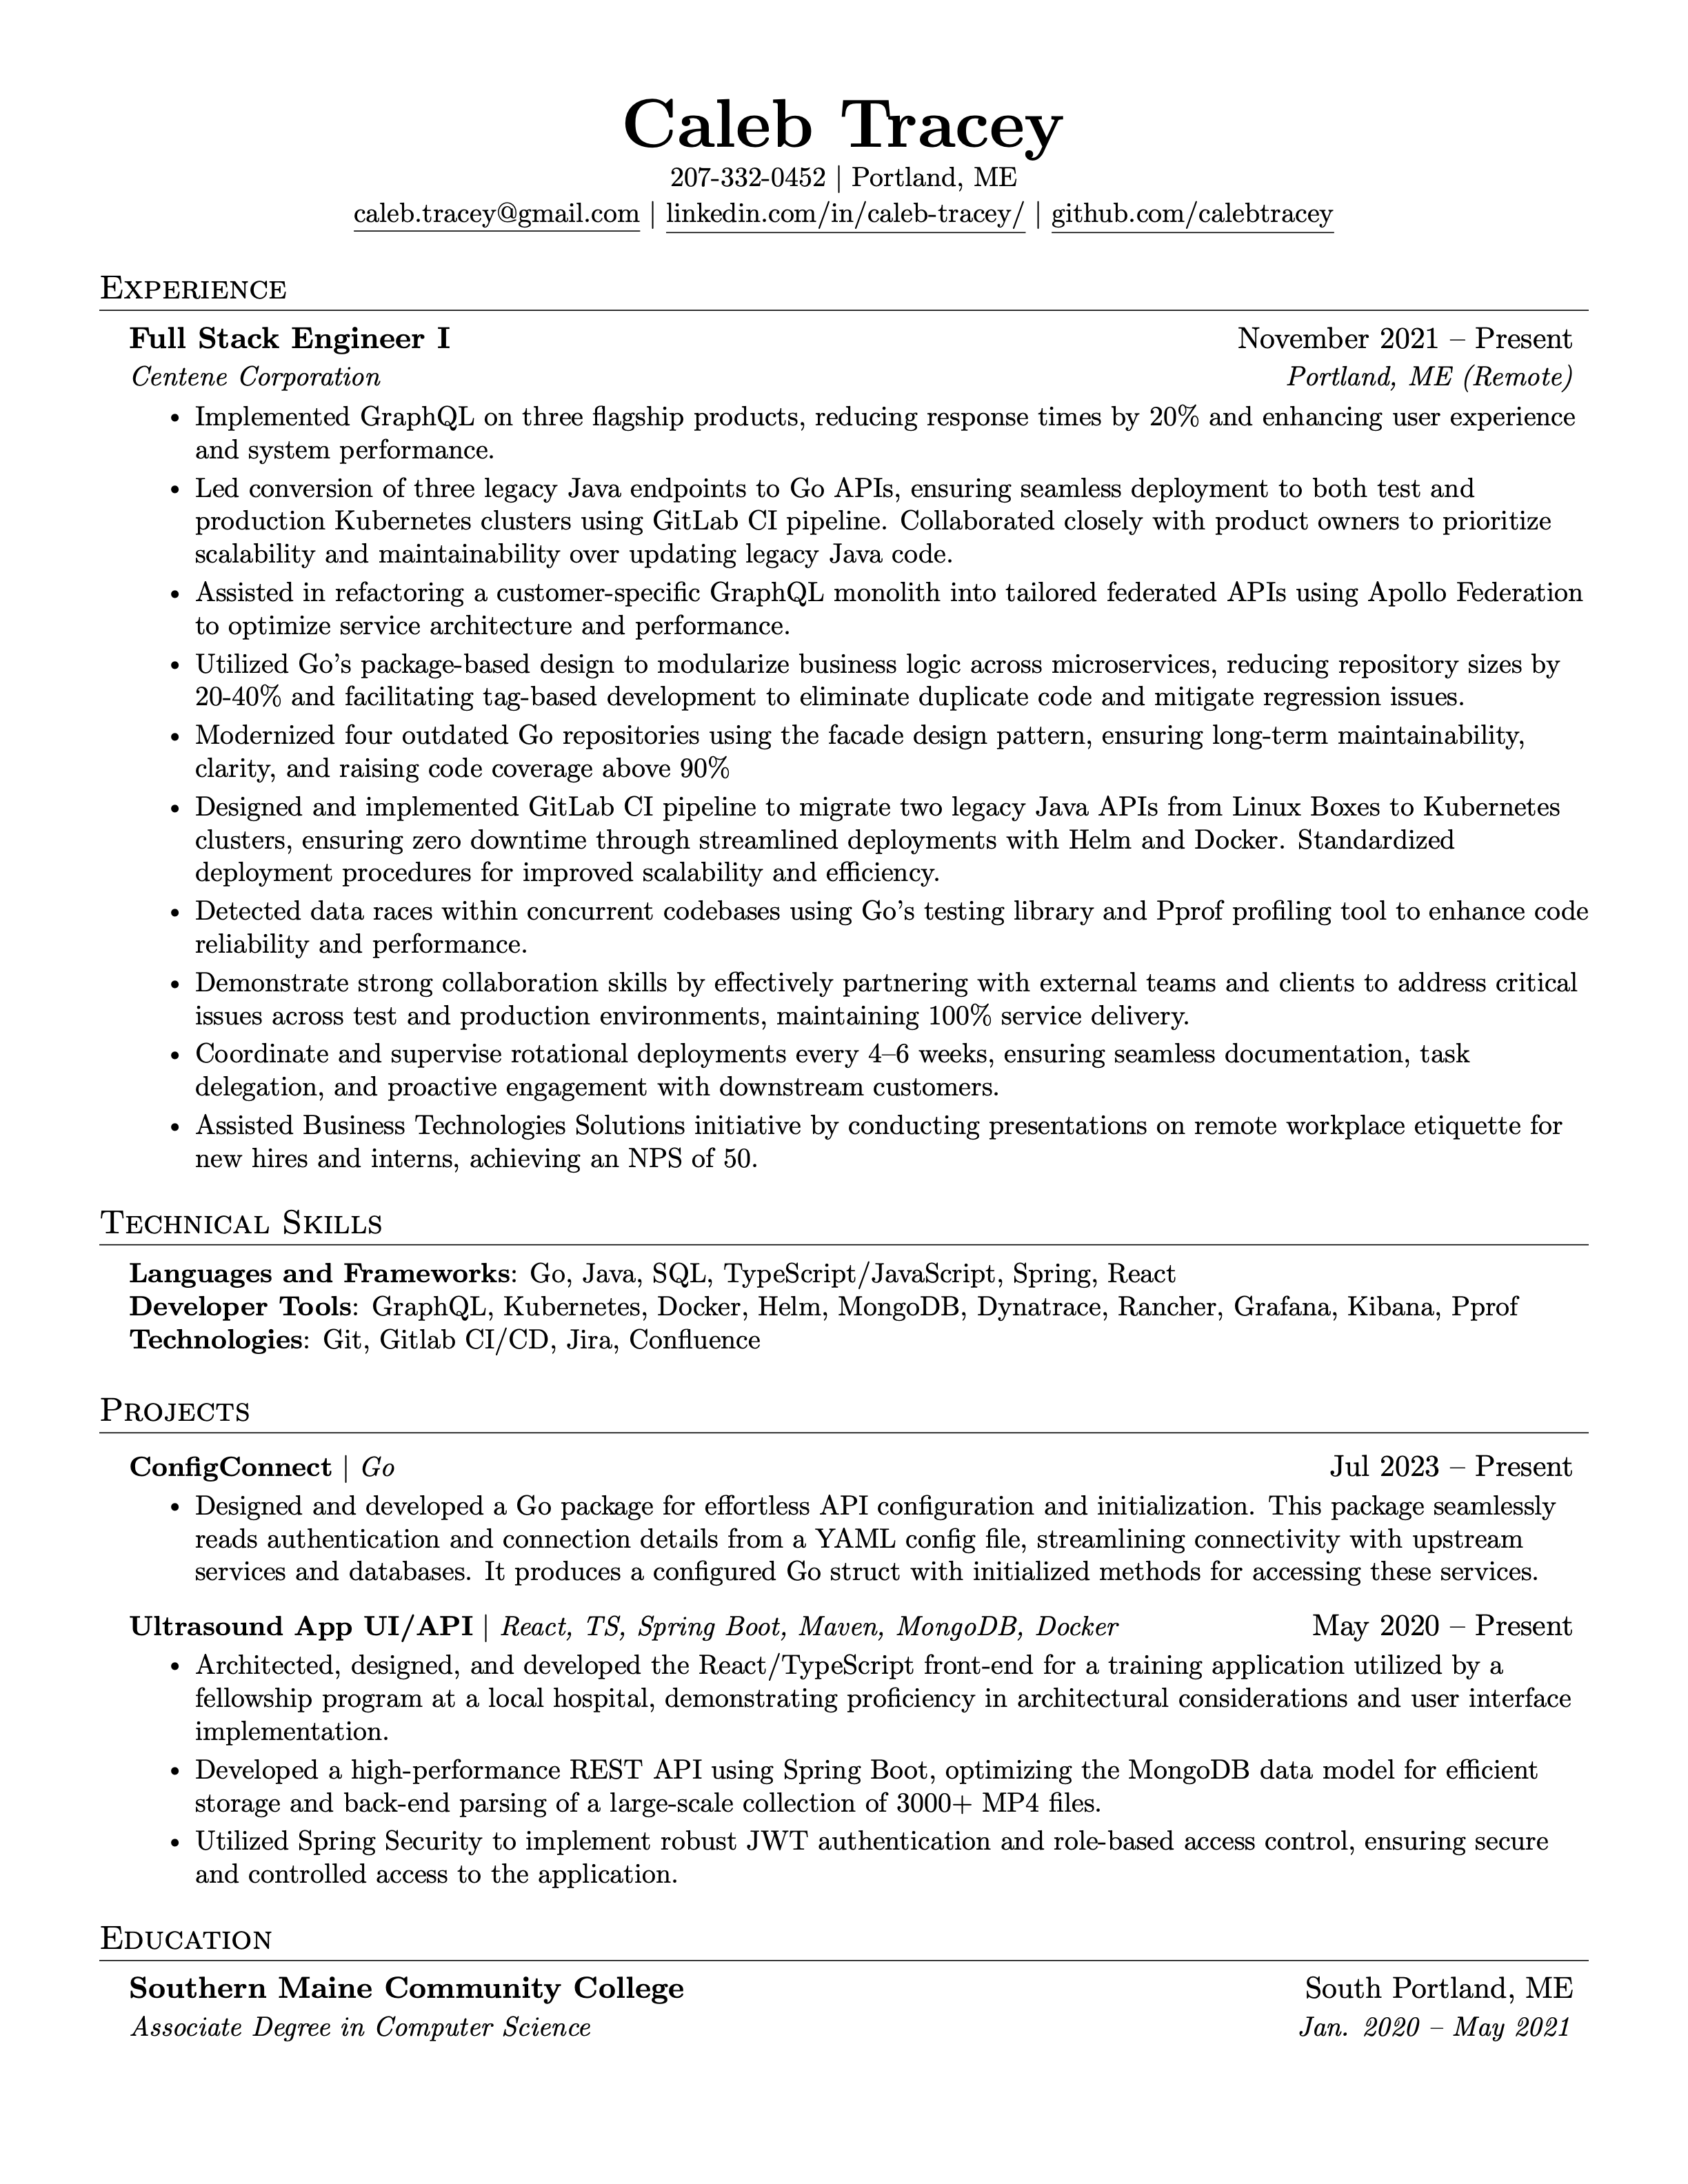 Caleb Tracey
207-332-0452 | Portland, ME
caleb.tracey@gmail.com | linkedin.com/in/caleb-tracey/ | github.com/calebtracey
Experience
Full Stack Engineer I November 2021 – Present
Centene Corporation Portland, ME (Remote)
• Implemented GraphQL on three flagship products, reducing response times by 20% and enhancing user experience
and system performance.
• Led conversion of three legacy Java endpoints to Go APIs, ensuring seamless deployment to both test and
production Kubernetes clusters using GitLab CI pipeline. Collaborated closely with product owners to prioritize
scalability and maintainability over updating legacy Java code.
• Assisted in refactoring a customer-specific GraphQL monolith into tailored federated APIs using Apollo Federation
to optimize service architecture and performance.
• Utilized Go's package-based design to modularize business logic across microservices, reducing repository sizes by
20-40% and facilitating tag-based development to eliminate duplicate code and mitigate regression issues.
• Modernized four outdated Go repositories using the facade design pattern, ensuring long-term maintainability,
clarity, and raising code coverage above 90%
• Designed and implemented GitLab CI pipeline to migrate two legacy Java APIs from Linux Boxes to Kubernetes
clusters, ensuring zero downtime through streamlined deployments with Helm and Docker. Standardized
deployment procedures for improved scalability and efficiency.
• Detected data races within concurrent codebases using Go's testing library and Pprof profiling tool to enhance code
reliability and performance.
• Demonstrate strong collaboration skills by effectively partnering with external teams and clients to address critical
issues across test and production environments, maintaining 100% service delivery.
• Coordinate and supervise rotational deployments every 4–6 weeks, ensuring seamless documentation, task
delegation, and proactive engagement with downstream customers.
• Assisted Business Technologies Solutions initiative by conducting presentations on remote workplace etiquette for
new hires and interns, achieving an NPS of 50.
Technical Skills
Languages and Frameworks: Go, Java, SQL, TypeScript/JavaScript, Spring, React
Developer Tools: GraphQL, Kubernetes, Docker, Helm, MongoDB, Dynatrace, Rancher, Grafana, Kibana, Pprof
Technologies: Git, Gitlab CI/CD, Jira, Confluence
Projects
ConfigConnect | Go Jul 2023 – Present
• Designed and developed a Go package for effortless API configuration and initialization. This package seamlessly
reads authentication and connection details from a YAML config file, streamlining connectivity with upstream
services and databases. It produces a configured Go struct with initialized methods for accessing these services.
Ultrasound App UI/API | React, TS, Spring Boot, Maven, MongoDB, Docker May 2020 – Present
• Architected, designed, and developed the React/TypeScript front-end for a training application utilized by a
fellowship program at a local hospital, demonstrating proficiency in architectural considerations and user interface
implementation.
• Developed a high-performance REST API using Spring Boot, optimizing the MongoDB data model for efficient
storage and back-end parsing of a large-scale collection of 3000+ MP4 files.
• Utilized Spring Security to implement robust JWT authentication and role-based access control, ensuring secure
and controlled access to the application.
Education
Southern Maine Community College South Portland, ME
Associate Degree in Computer Science Jan. 2020 – May 2021